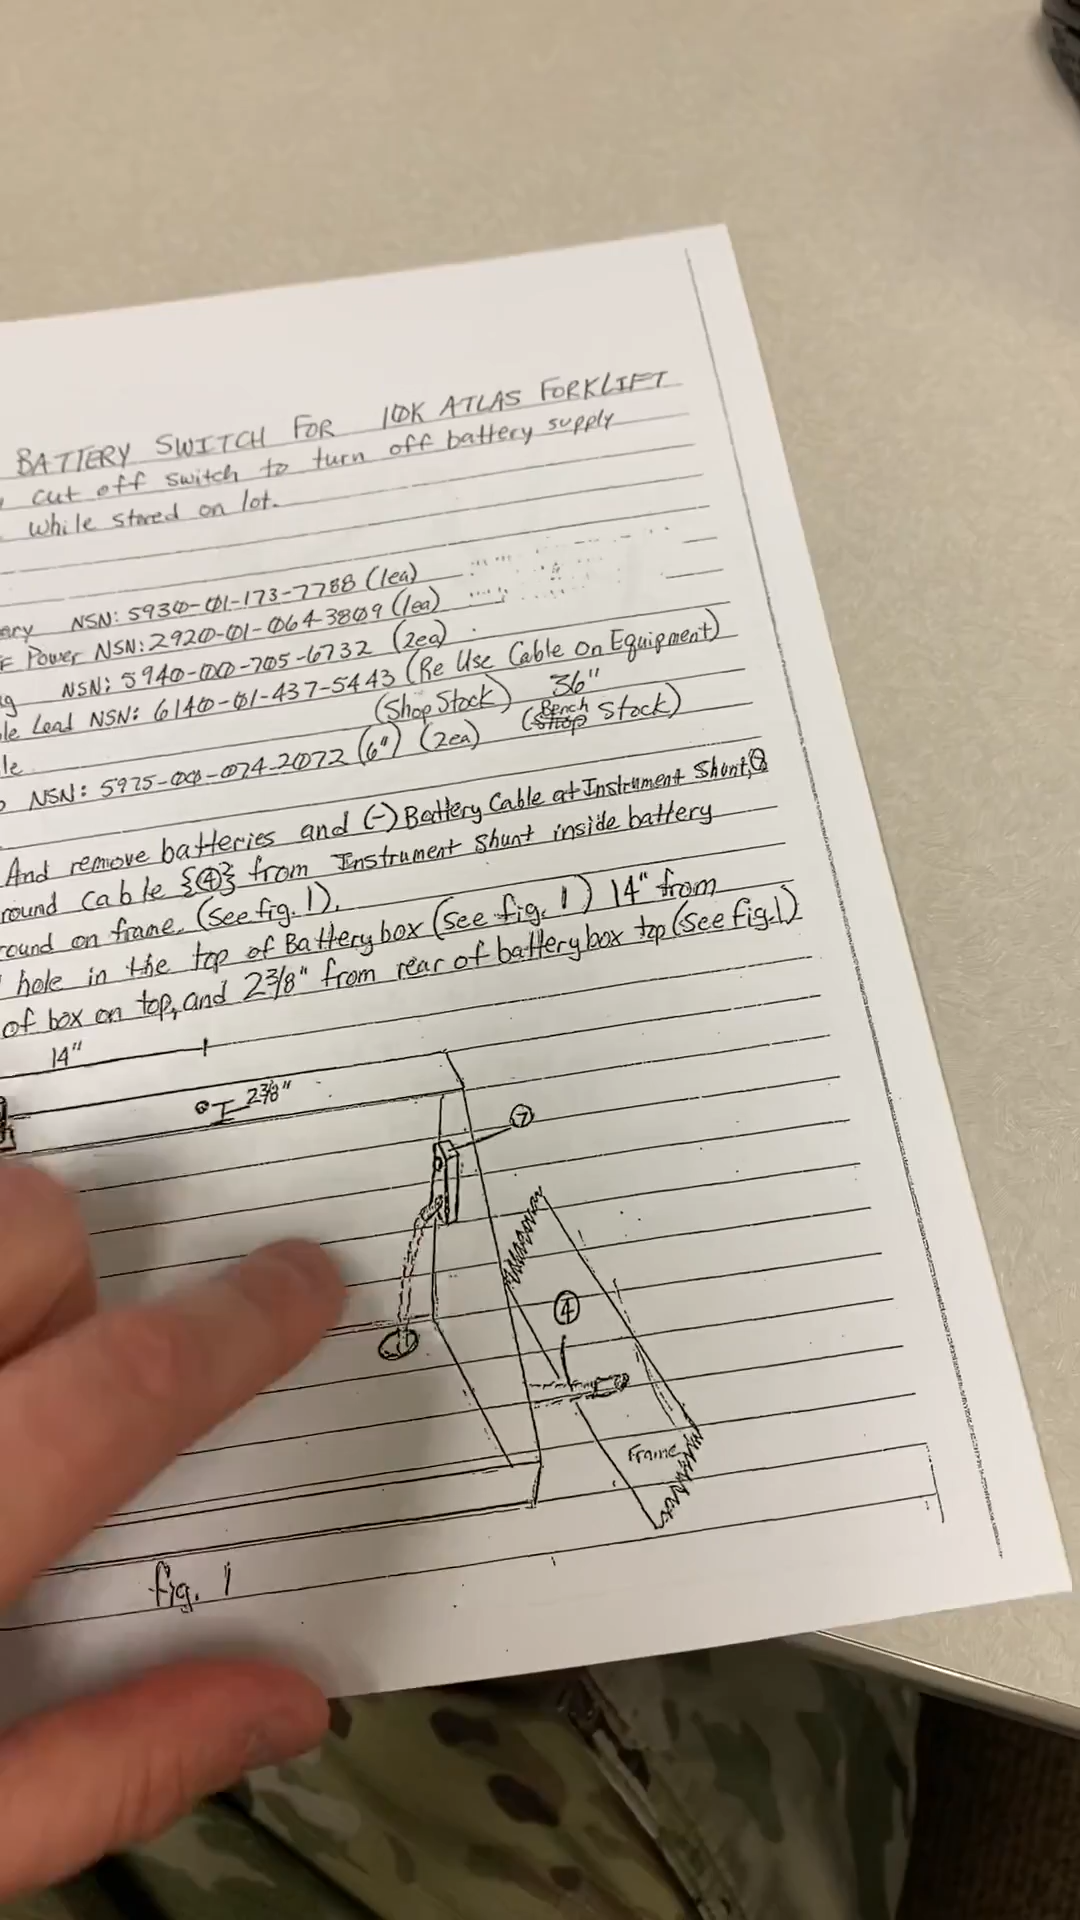 BATTERY SWITCH FOR 10K ATLAS FORKLIFT
cut off switch to turn off battery supply
while stored on lot.
ery NSN: 5930-01-173-7788 (1ea)
F Power NSN: 2920-01-064-3809 (1ea)
g NSN: 5940-00-705-6732 (2ea)
le Lead NSN: 6140-01-437-5443 (Re Use Cable on Equipment)
le (Shop Stock) 36"
NSN: 5975-00-074-2072 (6") (2ea) (Bench Stock)
And remove batteries and (-) Battery Cable at Instrument Shunt,
round cable {④} from Instrument Shunt inside battery
round on frame. (see fig. 1).
hole in the top of Battery box (see fig. 1) 14" from
of box on top, and 2 3/8" from rear of battery box top (see fig.1)
14"
2 3/8"
⑦
④
Frame
fig. 1